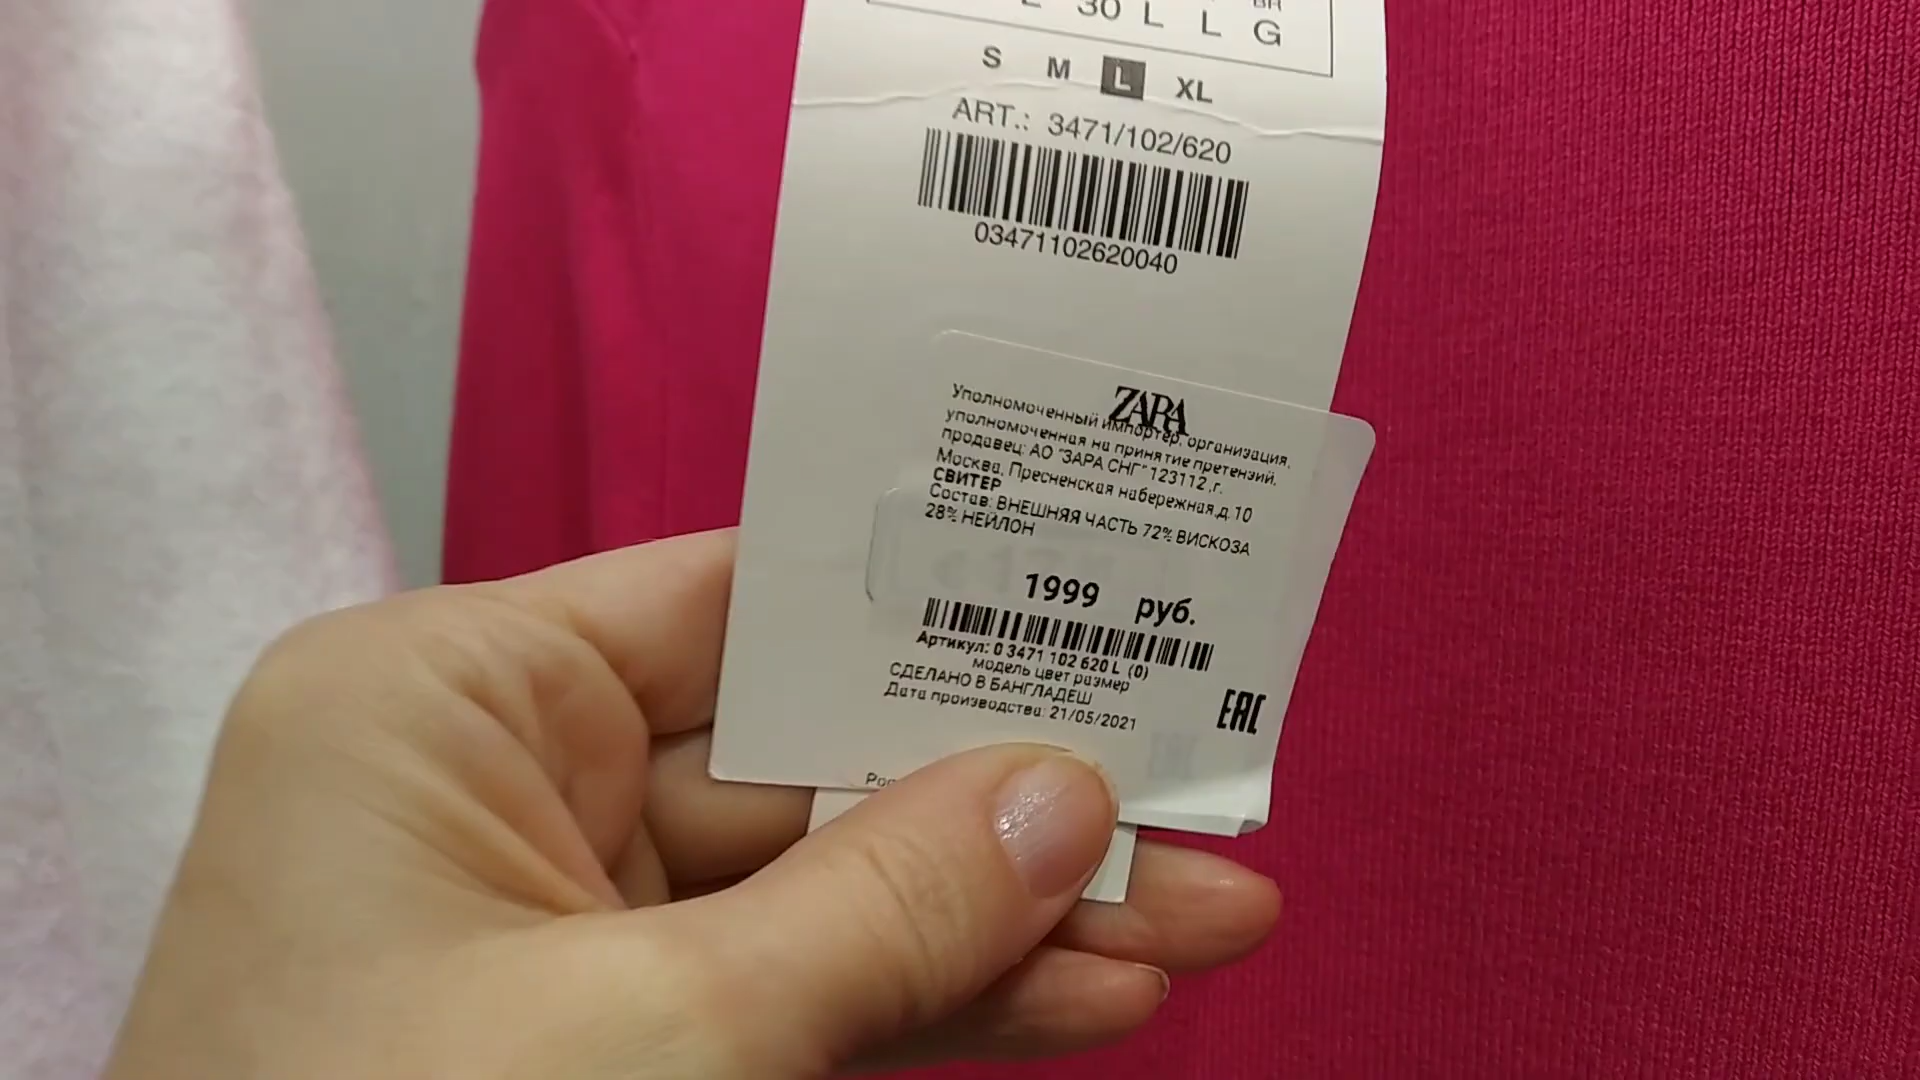 BR
L 30 L L G
S M L XL
ART.: 3471/102/620
03471102620040
ZARA
Уполномоченный импортер, организация,
уполномоченная на принятие претензий,
продавец: АО "ЗАРА СНГ" 123112 ,г.
Москва, Пресненская набережная,д.10
СВИТЕР
Состав: ВНЕШНЯЯ ЧАСТЬ 72% ВИСКОЗА
28% НЕЙЛОН
1999 руб.
Артикул: 0 3471 102 620 L (0)
модель цвет размер
СДЕЛАНО В БАНГЛАДЕШ
Дата производства: 21/05/2021
EAC